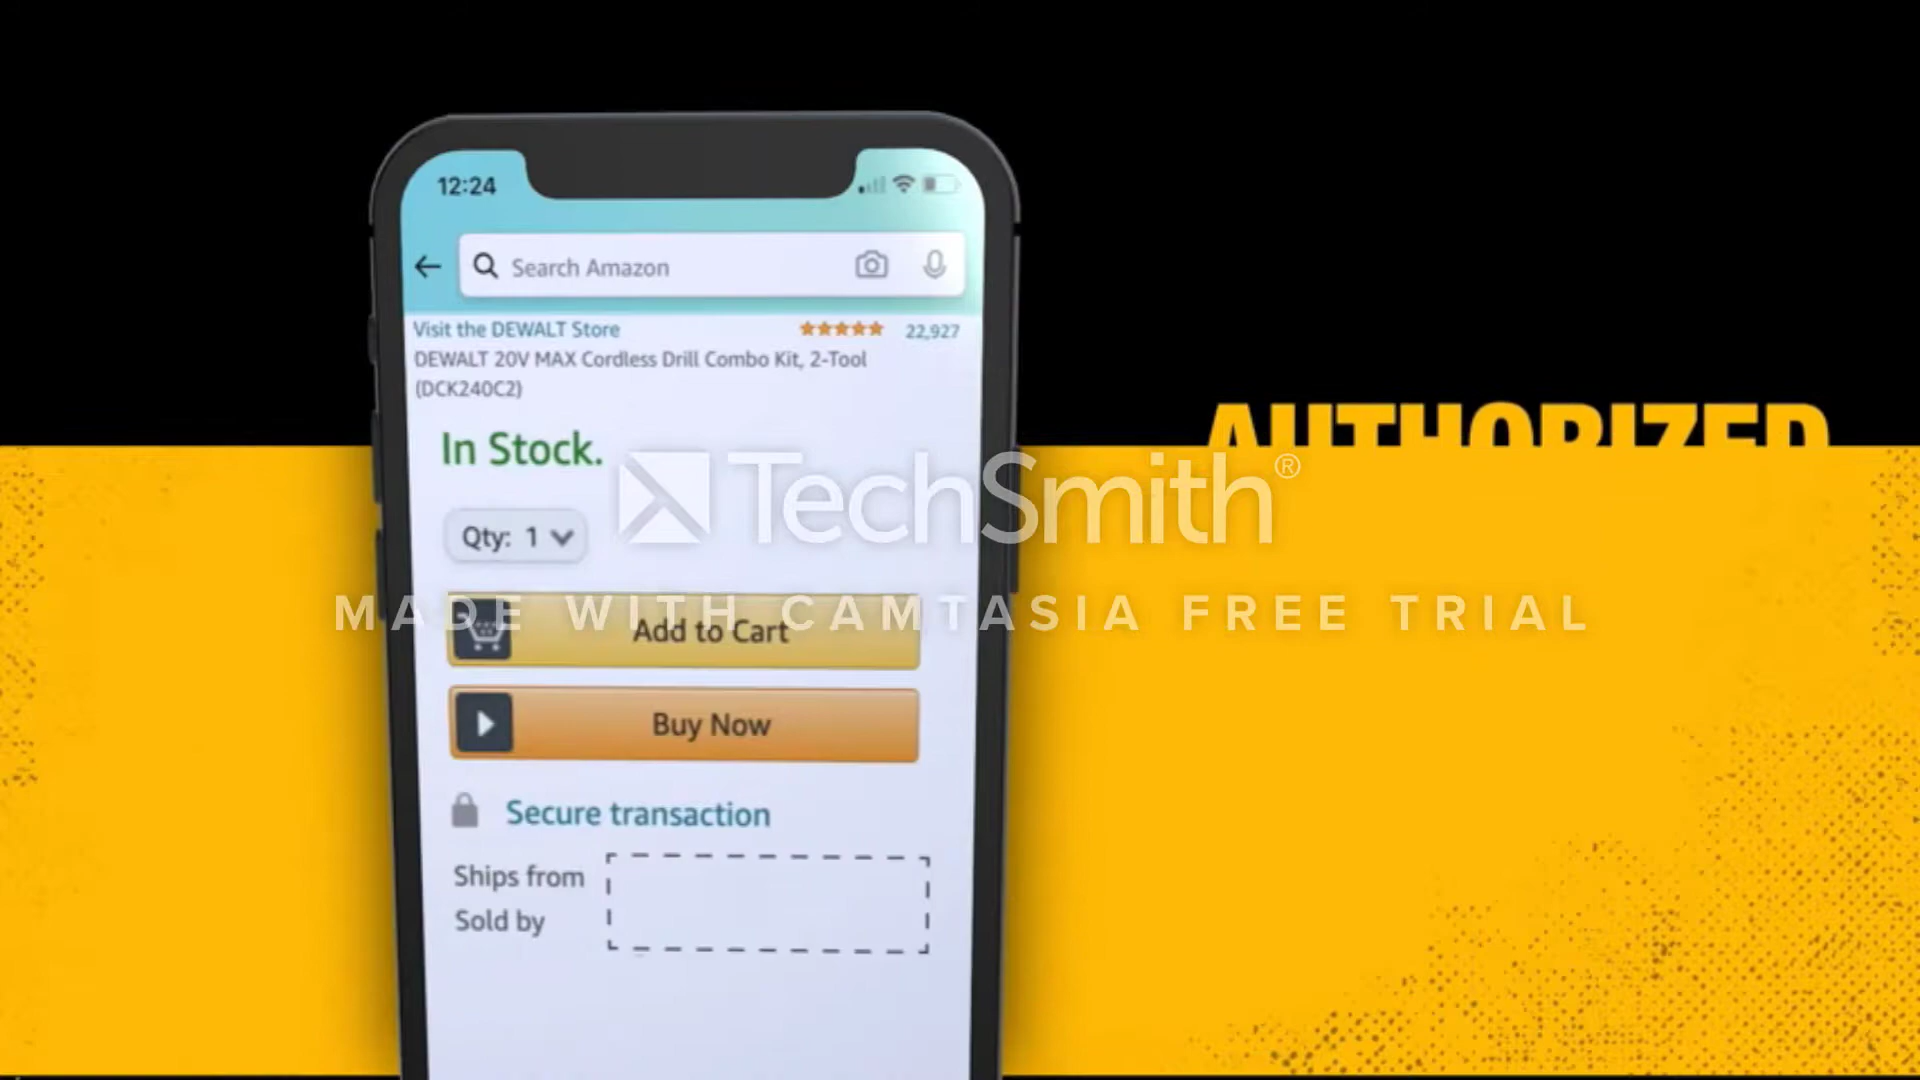 12:24
Search Amazon
Visit the DEWALT Store
22,927
DEWALT 20V MAX Cordless Drill Combo Kit, 2-Tool
(DCK240C2)
AUTHORIZED
In Stock.
TechSmith®
Qty: 1
MADE WITH CAMTASIA FREE TRIAL
Add to Cart
Buy Now
Secure transaction
Ships from
Sold by